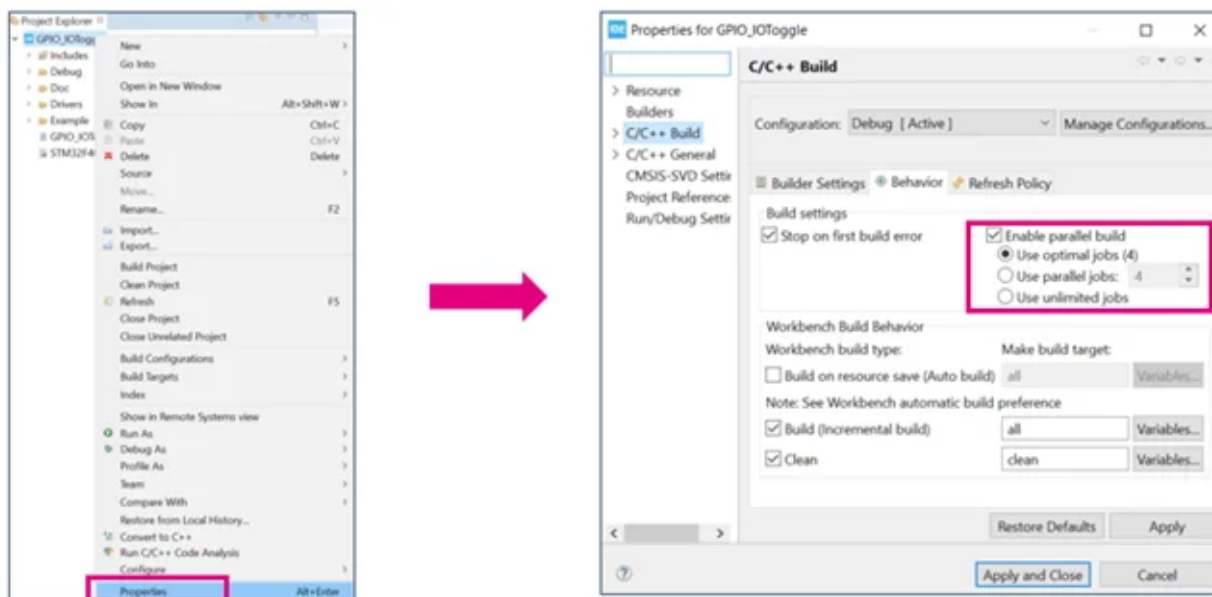 Project Explorer
GPIO_IOTogg
Includes
Debug
Doc
Drivers
Example
GPIO_IOT
STM32F4
New
Go Into
Open in New Window
Show In Alt+Shift+W
Copy Ctrl+C
Paste Ctrl+V
Delete Delete
Source
Move...
Rename... F2
Import...
Export...
Build Project
Clean Project
Refresh F5
Close Project
Close Unrelated Project
Build Configurations
Build Targets
Index
Show in Remote Systems view
Run As
Debug As
Profile As
Team
Compare With
Restore from Local History...
Convert to C++
Run C/C++ Code Analysis
Configure
Properties Alt+Enter
IDE Properties for GPIO_IOToggle
C/C++ Build
Resource
Builders
C/C++ Build
C/C++ General
CMSIS-SVD Settir
Project Reference
Run/Debug Settir
Configuration: Debug [ Active ] Manage Configurations...
Builder Settings Behavior Refresh Policy
Build settings
Stop on first build error
Enable parallel build
Use optimal jobs (4)
Use parallel jobs: 4
Use unlimited jobs
Workbench Build Behavior
Workbench build type: Make build target:
Build on resource save (Auto build) all Variables...
Note: See Workbench automatic build preference
Build (Incremental build) all Variables...
Clean clean Variables...
Restore Defaults Apply
Apply and Close Cancel